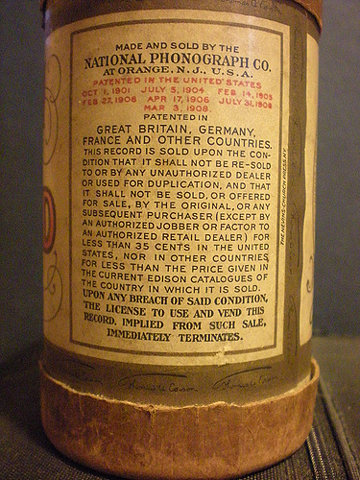 MADE AND SOLD BY THE
NATIONAL PHONOGRAPH CO.
AT ORANGE, N. J., U. S. A.
PATENTED IN THE UNITED STATES
OCT 1, 1901 JULY 5, 1904 FEB 14, 1905
FEB 27, 1906 APR 17, 1906 JULY 31, 1906
MAR 3, 1908
PATENTED IN
GREAT BRITAIN, GERMANY,
FRANCE AND OTHER COUNTRIES.
THIS RECORD IS SOLD UPON THE CON-
DITION THAT IT SHALL NOT BE RE-SOLD
TO OR BY ANY UNAUTHORIZED DEALER
OR USED FOR DUPLICATION, AND THAT
IT SHALL NOT BE SOLD, OR OFFERED
FOR SALE, BY THE ORIGINAL, OR ANY
SUBSEQUENT PURCHASER (EXCEPT BY
AN AUTHORIZED JOBBER OR FACTOR TO
AN AUTHORIZED RETAIL DEALER) FOR
LESS THAN 35 CENTS IN THE UNITED
STATES, NOR IN OTHER COUNTRIES
FOR LESS THAN THE PRICE GIVEN IN
THE CURRENT EDISON CATALOGUES OF
THE COUNTRY IN WHICH IT IS SOLD.
UPON ANY BREACH OF SAID CONDITION,
THE LICENSE TO USE AND VEND THIS
RECORD, IMPLIED FROM SUCH SALE,
IMMEDIATELY TERMINATES.
Thomas A Edison